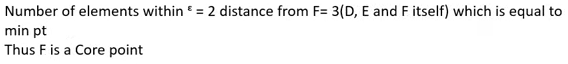 Number of elements within ᵋ = 2 distance from F= 3(D, E and F itself) which is equal to
min pt
Thus F is a Core point